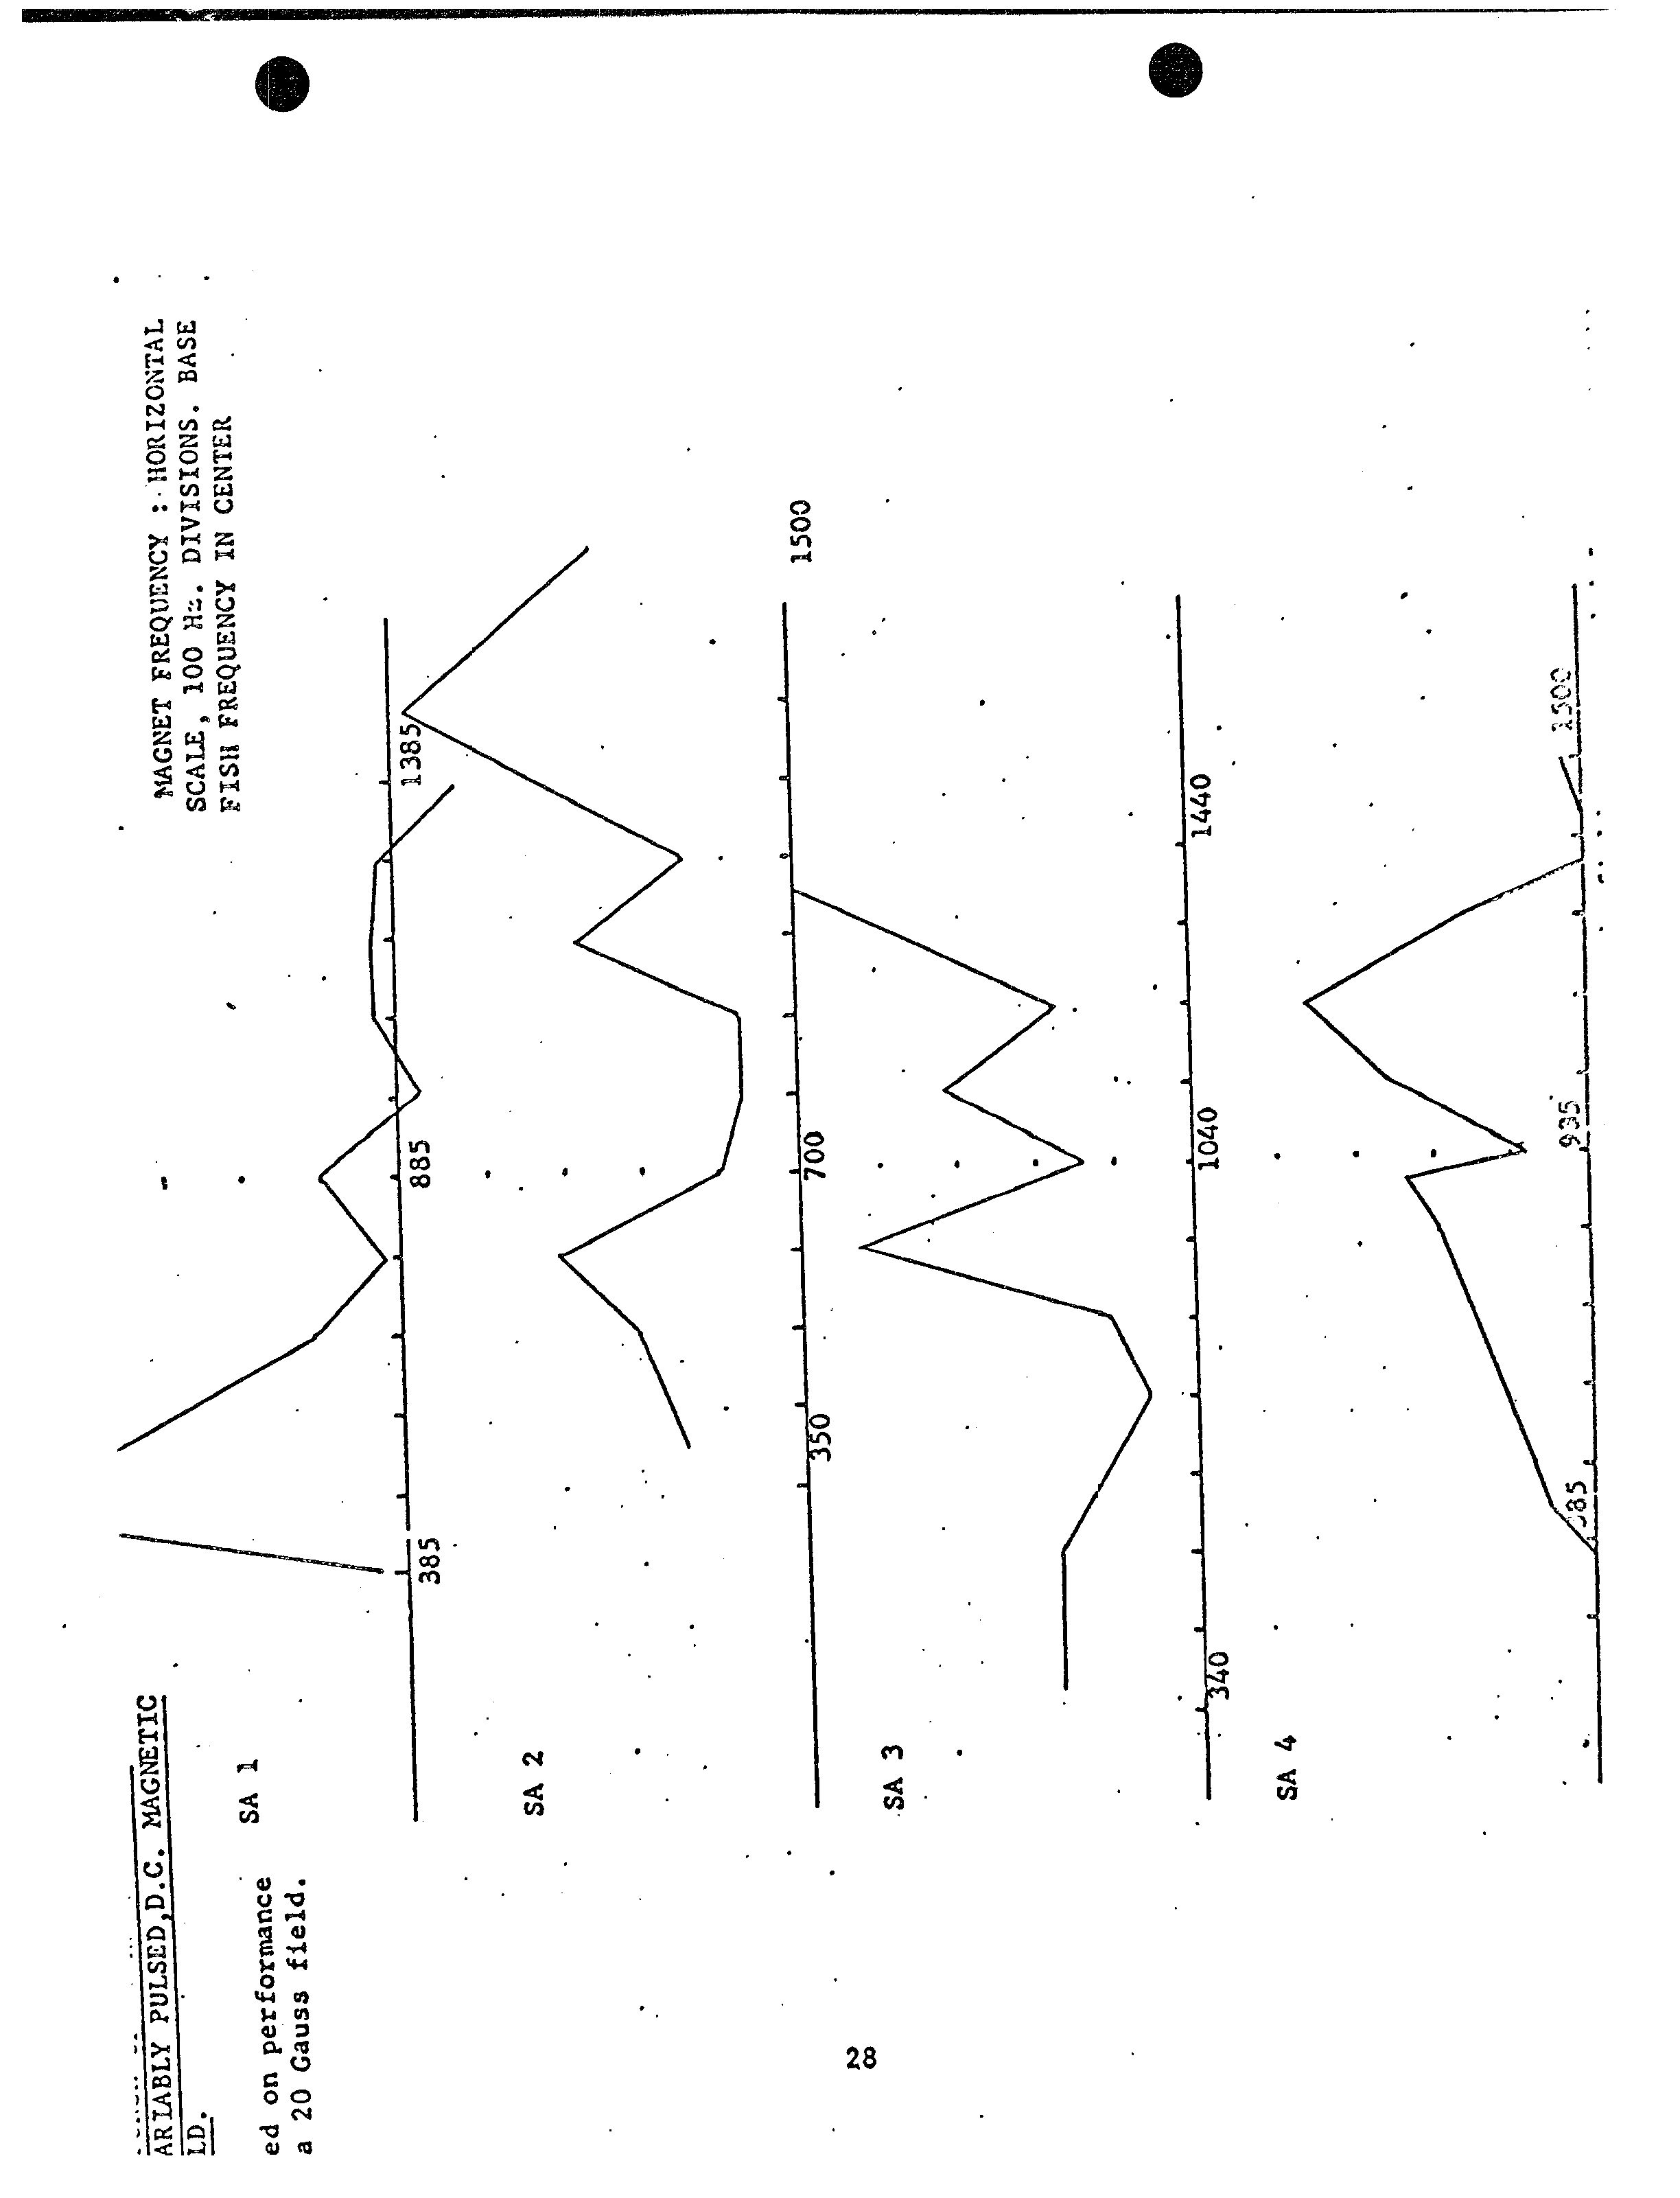 ARIABLY PULSED,D.C. MAGNETIC
LD.
ed on performance
a 20 Gauss field.
MAGNET FREQUENCY : HORIZONTAL
SCALE, 100 Hz. DIVISIONS. BASE
FISH FREQUENCY IN CENTER
SA 1
385
885
1385
SA 2
350
700
1500
SA 3
340
1040
1440
SA 4
385
935
1500
28